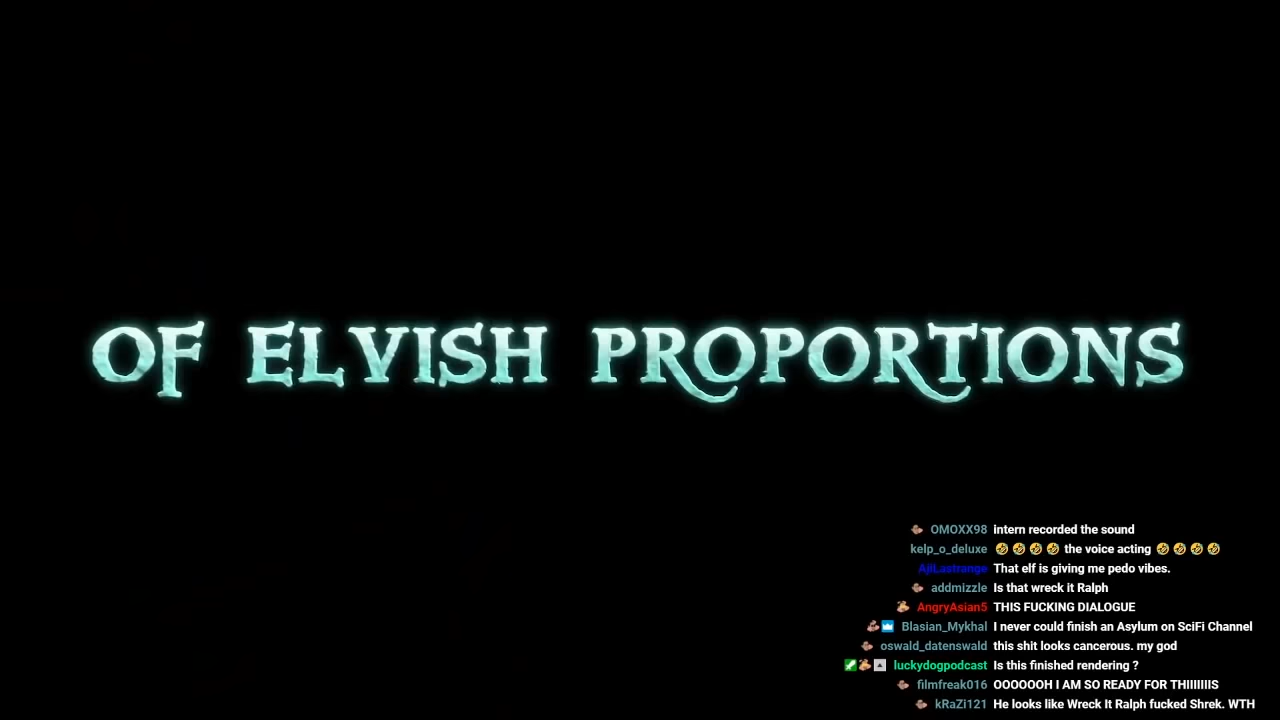 OF ELVISH PROPORTIONS
OMOXX98 intern recorded the sound
kelp_o_deluxe 🤣 🤣 🤣 🤣 the voice acting 🤣 🤣 🤣 🤣
AjiLastrange That elf is giving me pedo vibes.
addmizzle Is that wreck it Ralph
AngryAsian5 THIS FUCKING DIALOGUE
Blasian_Mykhal I never could finish an Asylum on SciFi Channel
oswald_datenswald this shit looks cancerous. my god
luckydogpodcast Is this finished rendering ?
filmfreak016 OOOOOOH I AM SO READY FOR THIIIIIIIS
kRaZi121 He looks like Wreck It Ralph fucked Shrek. WTH